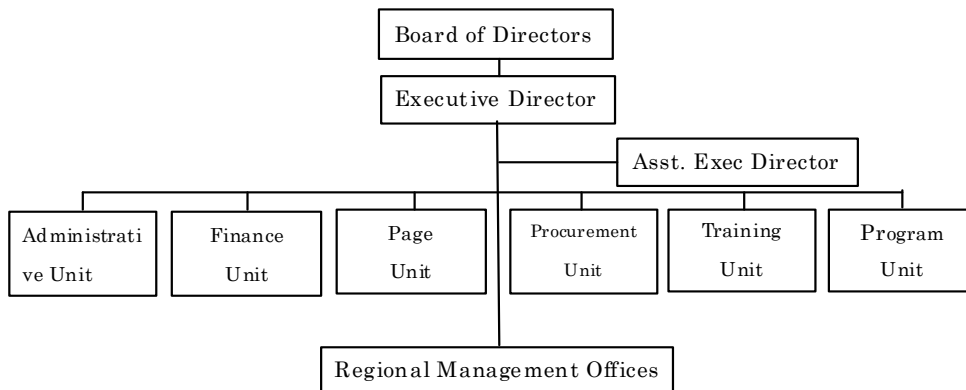 Board of Directors
Executive Director
Asst. Exec Director
Administrati
ve Unit
Finance
Unit
Page
Unit
Procurement
Unit
Training
Unit
Program
Unit
Regional Management Offices